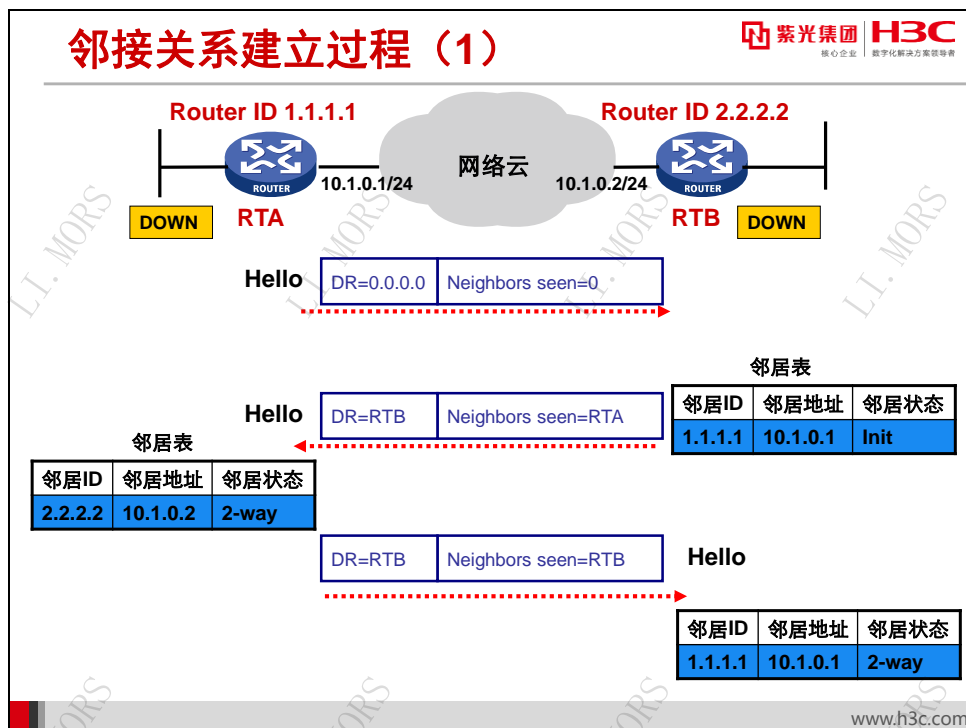 邻接关系建立过程（1）
紫光集团 H3C
核心企业 数字化解决方案领导者
Router ID 1.1.1.1
Router ID 2.2.2.2
网络云
ROUTER
10.1.0.1/24
10.1.0.2/24
ROUTER
DOWN
RTA
RTB
DOWN
Hello
DR=0.0.0.0 Neighbors seen=0
邻居表
Hello
DR=RTB Neighbors seen=RTA
邻居ID 邻居地址 邻居状态
1.1.1.1 10.1.0.1 Init
邻居表
邻居ID 邻居地址 邻居状态
2.2.2.2 10.1.0.2 2-way
DR=RTB Neighbors seen=RTB
Hello
邻居ID 邻居地址 邻居状态
1.1.1.1 10.1.0.1 2-way
LI. MORS
LI. MORS
LI. MORS
LI. MORS
www.h3c.com